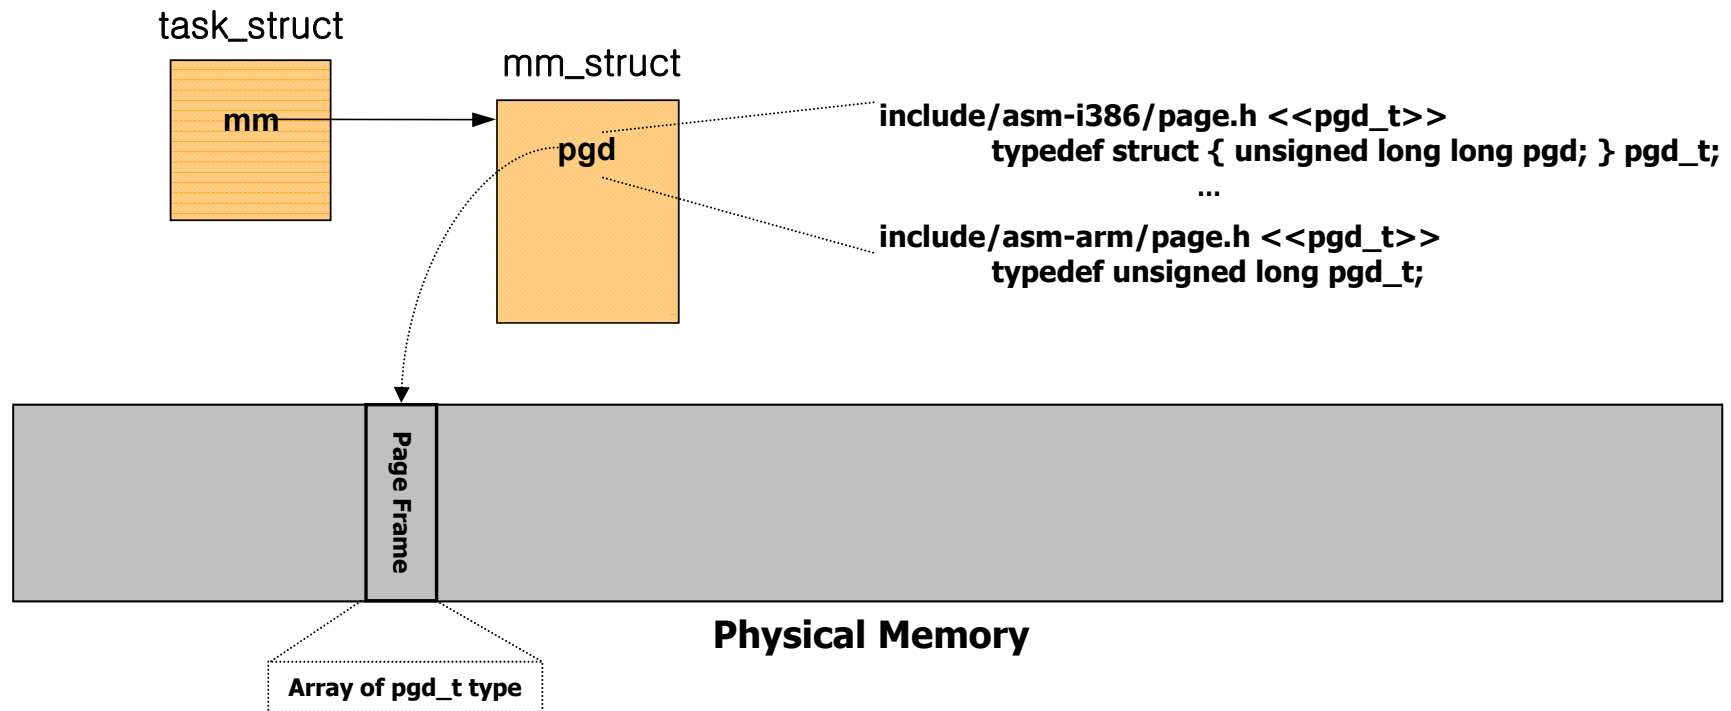 task_struct
mm
mm_struct
pgd
include/asm-i386/page.h <<pgd_t>>
typedef struct { unsigned long long pgd; } pgd_t;
...
include/asm-arm/page.h <<pgd_t>>
typedef unsigned long pgd_t;
Page Frame
Physical Memory
Array of pgd_t type